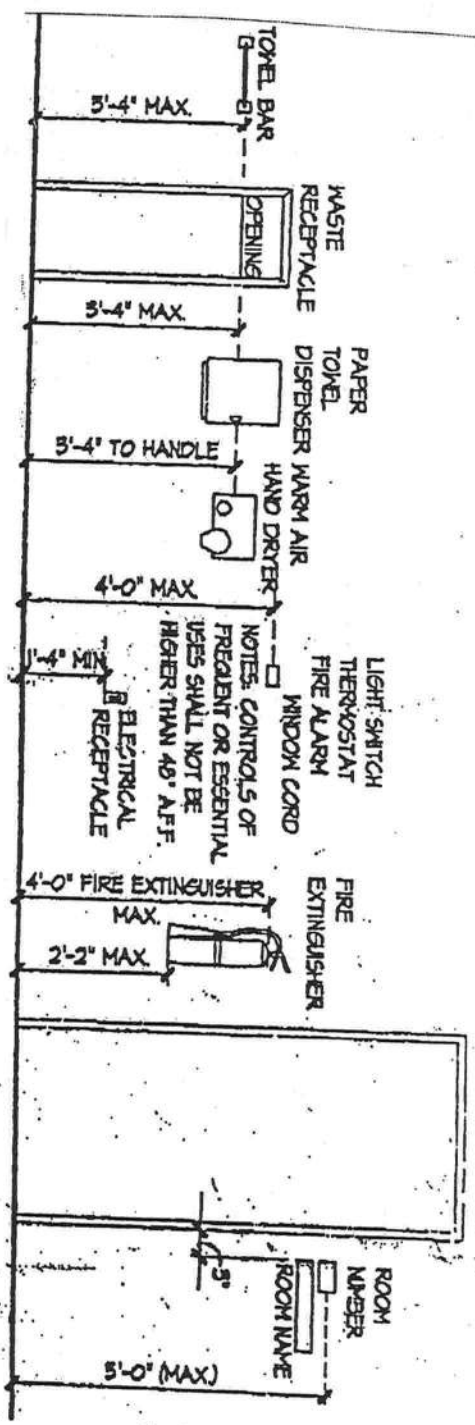 TOWEL BAR
3'-4" MAX.
WASTE
RECEPTACLE
OPENING
3'-4" MAX.
PAPER
TOWEL
DISPENSER
3'-4" TO HANDLE
WARM AIR
HAND DRYER
4'-0" MAX.
LIGHT SWITCH
THERMOSTAT
FIRE ALARM
WINDOW CORD
NOTES: CONTROLS OF
FREQUENT OR ESSENTIAL
USES SHALL NOT BE
HIGHER THAN 48" A.F.F.
1'-4" MIN
ELECTRICAL
RECEPTACLE
FIRE
EXTINGUISHER
4'-0" FIRE EXTINGUISHER
MAX.
2'-2" MAX.
3"
ROOM
NUMBER
ROOM NAME
5'-0" (MAX.)